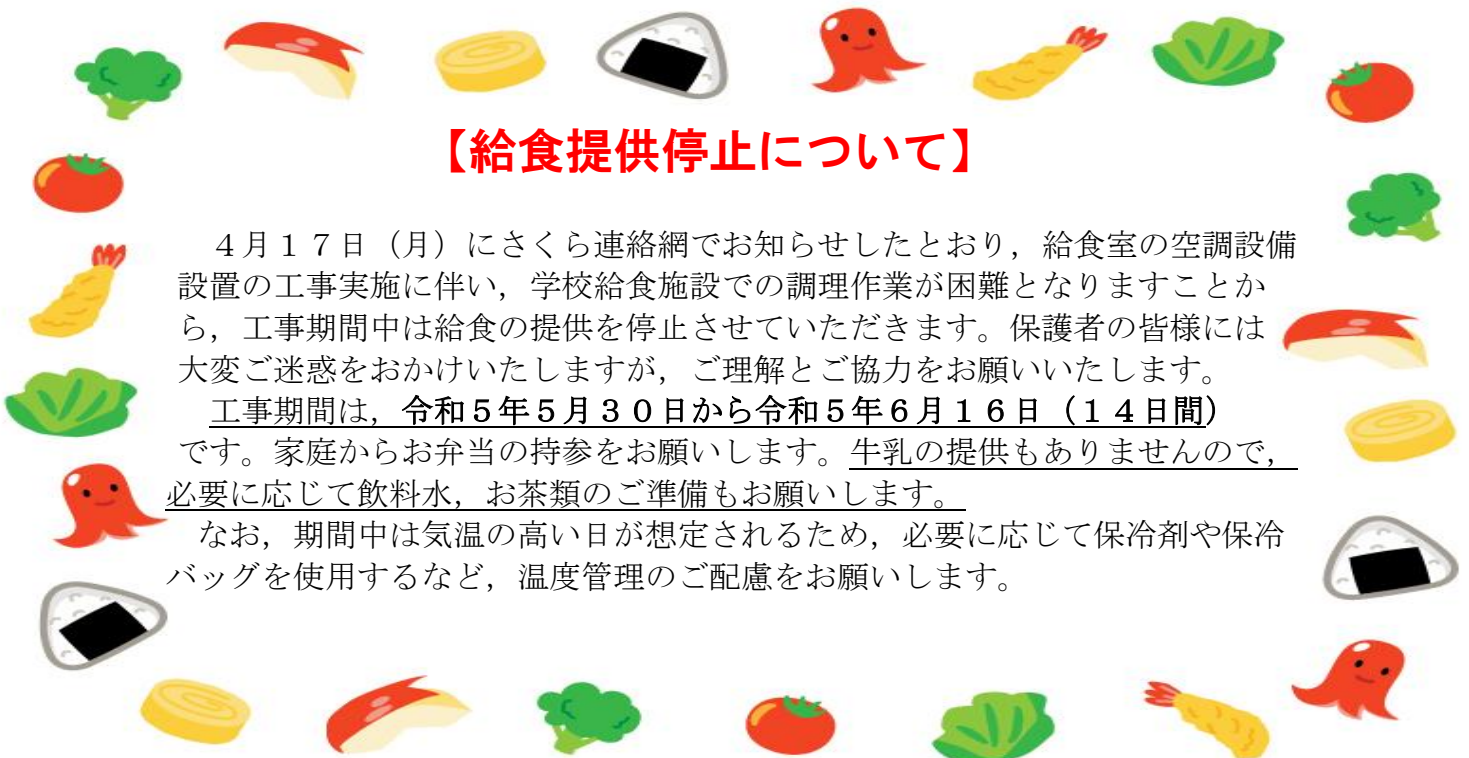 【給食提供停止について】
４月１７日（月）にさくら連絡網でお知らせしたとおり，給食室の空調設備
設置の工事実施に伴い，学校給食施設での調理作業が困難となりますことか
ら，工事期間中は給食の提供を停止させていただきます。保護者の皆様には
大変ご迷惑をおかけいたしますが，ご理解とご協力をお願いいたします。
工事期間は，令和５年５月３０日から令和５年６月１６日（１４日間）
です。家庭からお弁当の持参をお願いします。牛乳の提供もありませんので，
必要に応じて飲料水，お茶類のご準備もお願いします。
なお，期間中は気温の高い日が想定されるため，必要に応じて保冷剤や保冷
バッグを使用するなど，温度管理のご配慮をお願いします。